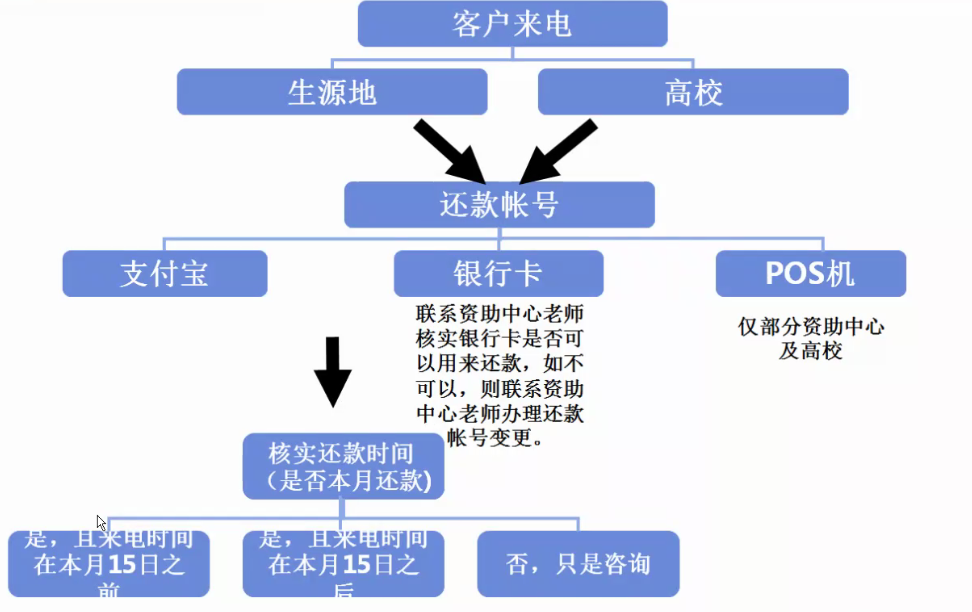 客户来电
生源地
高校
还款帐号
支付宝
银行卡
POS机
联系资助中心老师
核实银行卡是否可
以用来还款，如不
可以，则联系资助
中心老师办理还款
帐号变更。
仅部分资助中心
及高校
核实还款时间
（是否本月还款)
是，且来电时间
在本月15日之
前
是，且来电时间
在本月15日之
后
否，只是咨询